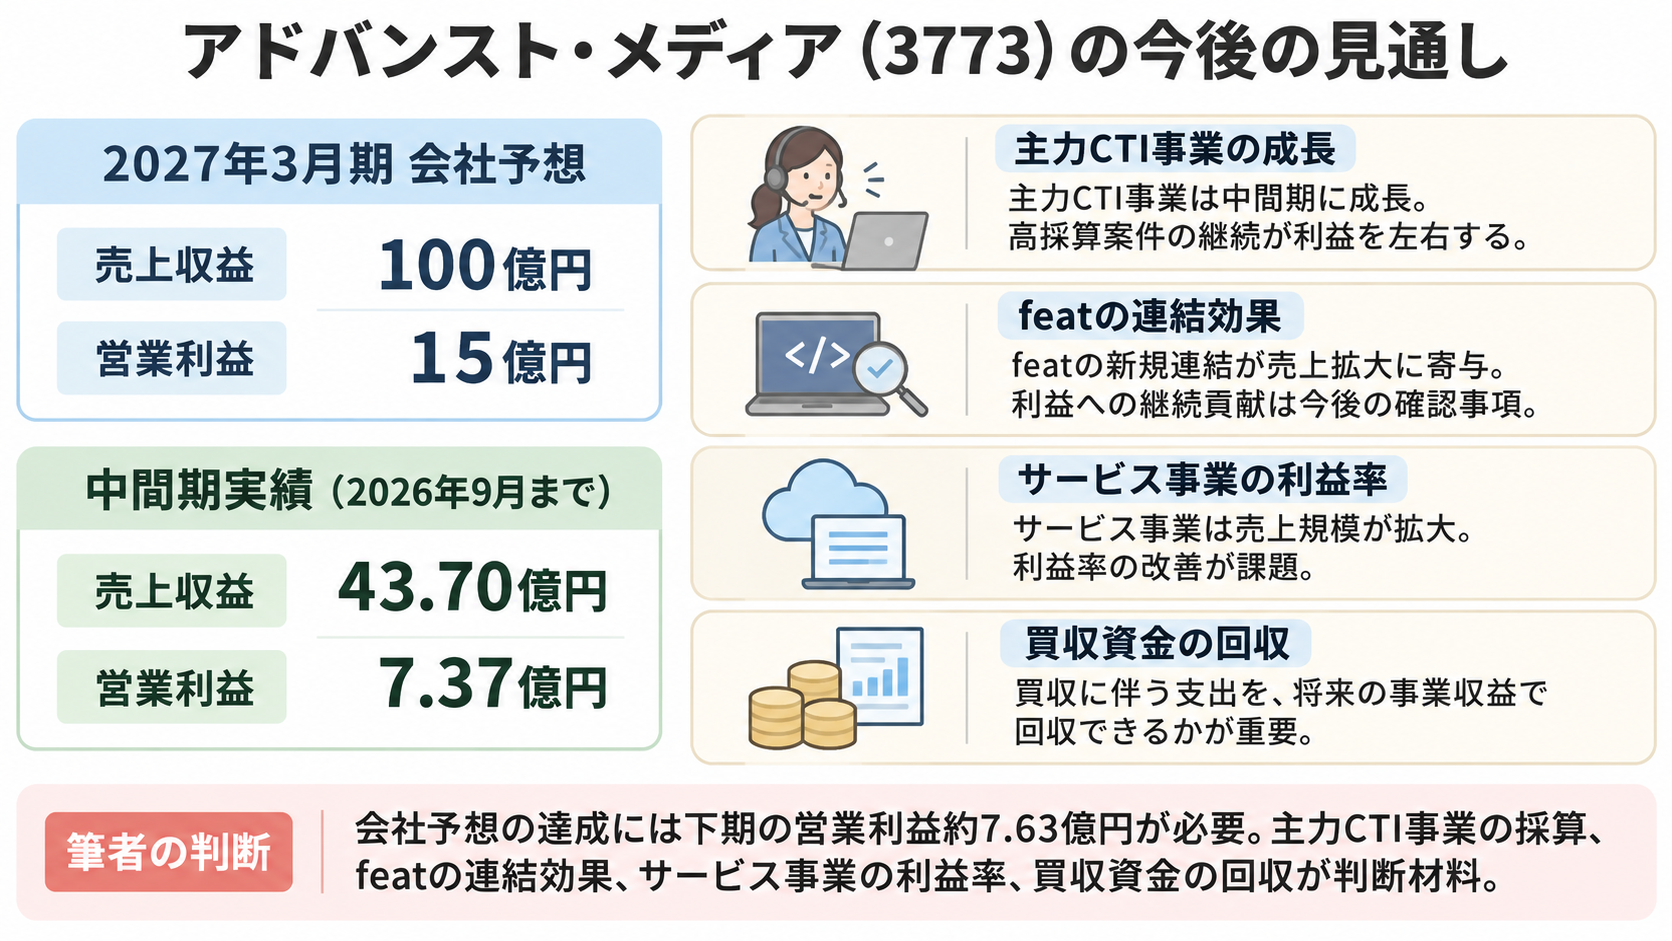 アドバンスト・メディア（3773）の今後の見通し
2027年3月期 会社予想
売上収益
100億円
営業利益
15億円
中間期実績（2026年9月まで）
売上収益
43.70億円
営業利益
7.37億円
主力CTI事業の成長
主力CTI事業は中間期に成長。
高採算案件の継続が利益を左右する。
</>
featの連結効果
featの新規連結が売上拡大に寄与。
利益への継続貢献は今後の確認事項。
サービス事業の利益率
サービス事業は売上規模が拡大。
利益率の改善が課題。
買収資金の回収
買収に伴う支出を、将来の事業収益で
回収できるかが重要。
筆者の判断
会社予想の達成には下期の営業利益約7.63億円が必要。主力CTI事業の採算、
featの連結効果、サービス事業の利益率、買収資金の回収が判断材料。